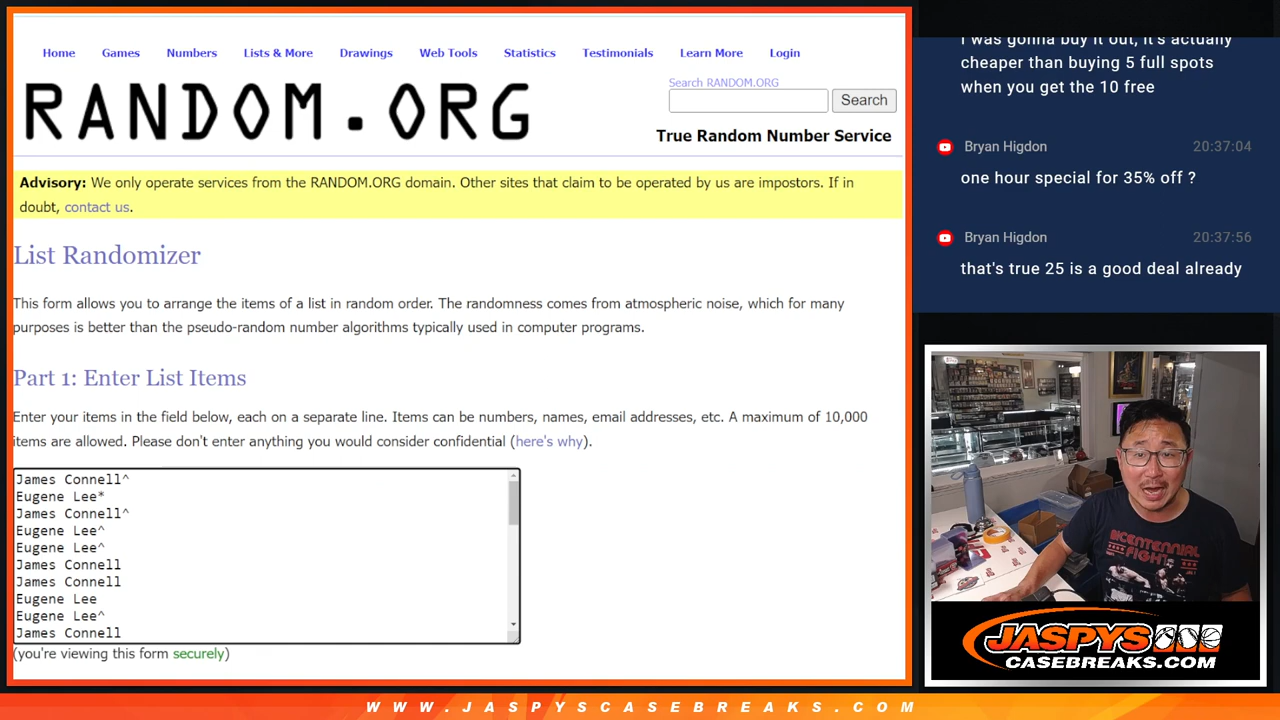 Home Games Numbers Lists & More Drawings Web Tools Statistics Testimonials Learn More Login
RANDOM.ORG
Search RANDOM.ORG
Search
True Random Number Service
Advisory: We only operate services from the RANDOM.ORG domain. Other sites that claim to be operated by us are impostors. If in
doubt, contact us.
List Randomizer
This form allows you to arrange the items of a list in random order. The randomness comes from atmospheric noise, which for many
purposes is better than the pseudo-random number algorithms typically used in computer programs.
Part 1: Enter List Items
Enter your items in the field below, each on a separate line. Items can be numbers, names, email addresses, etc. A maximum of 10,000
items are allowed. Please don't enter anything you would consider confidential (here's why).
James Connell^
Eugene Lee*
James Connell^
Eugene Lee^
Eugene Lee^
James Connell
James Connell
Eugene Lee
Eugene Lee^
James Connell
(you're viewing this form securely)
i was gonna buy it out, it's actually
cheaper than buying 5 full spots
when you get the 10 free
Bryan Higdon 20:37:04
one hour special for 35% off ?
Bryan Higdon 20:37:56
that's true 25 is a good deal already
BICENTENNIAL
FIGHT
JASPYS
CASEBREAKS.COM
WWW.JASPYSCASEBREAKS.COM